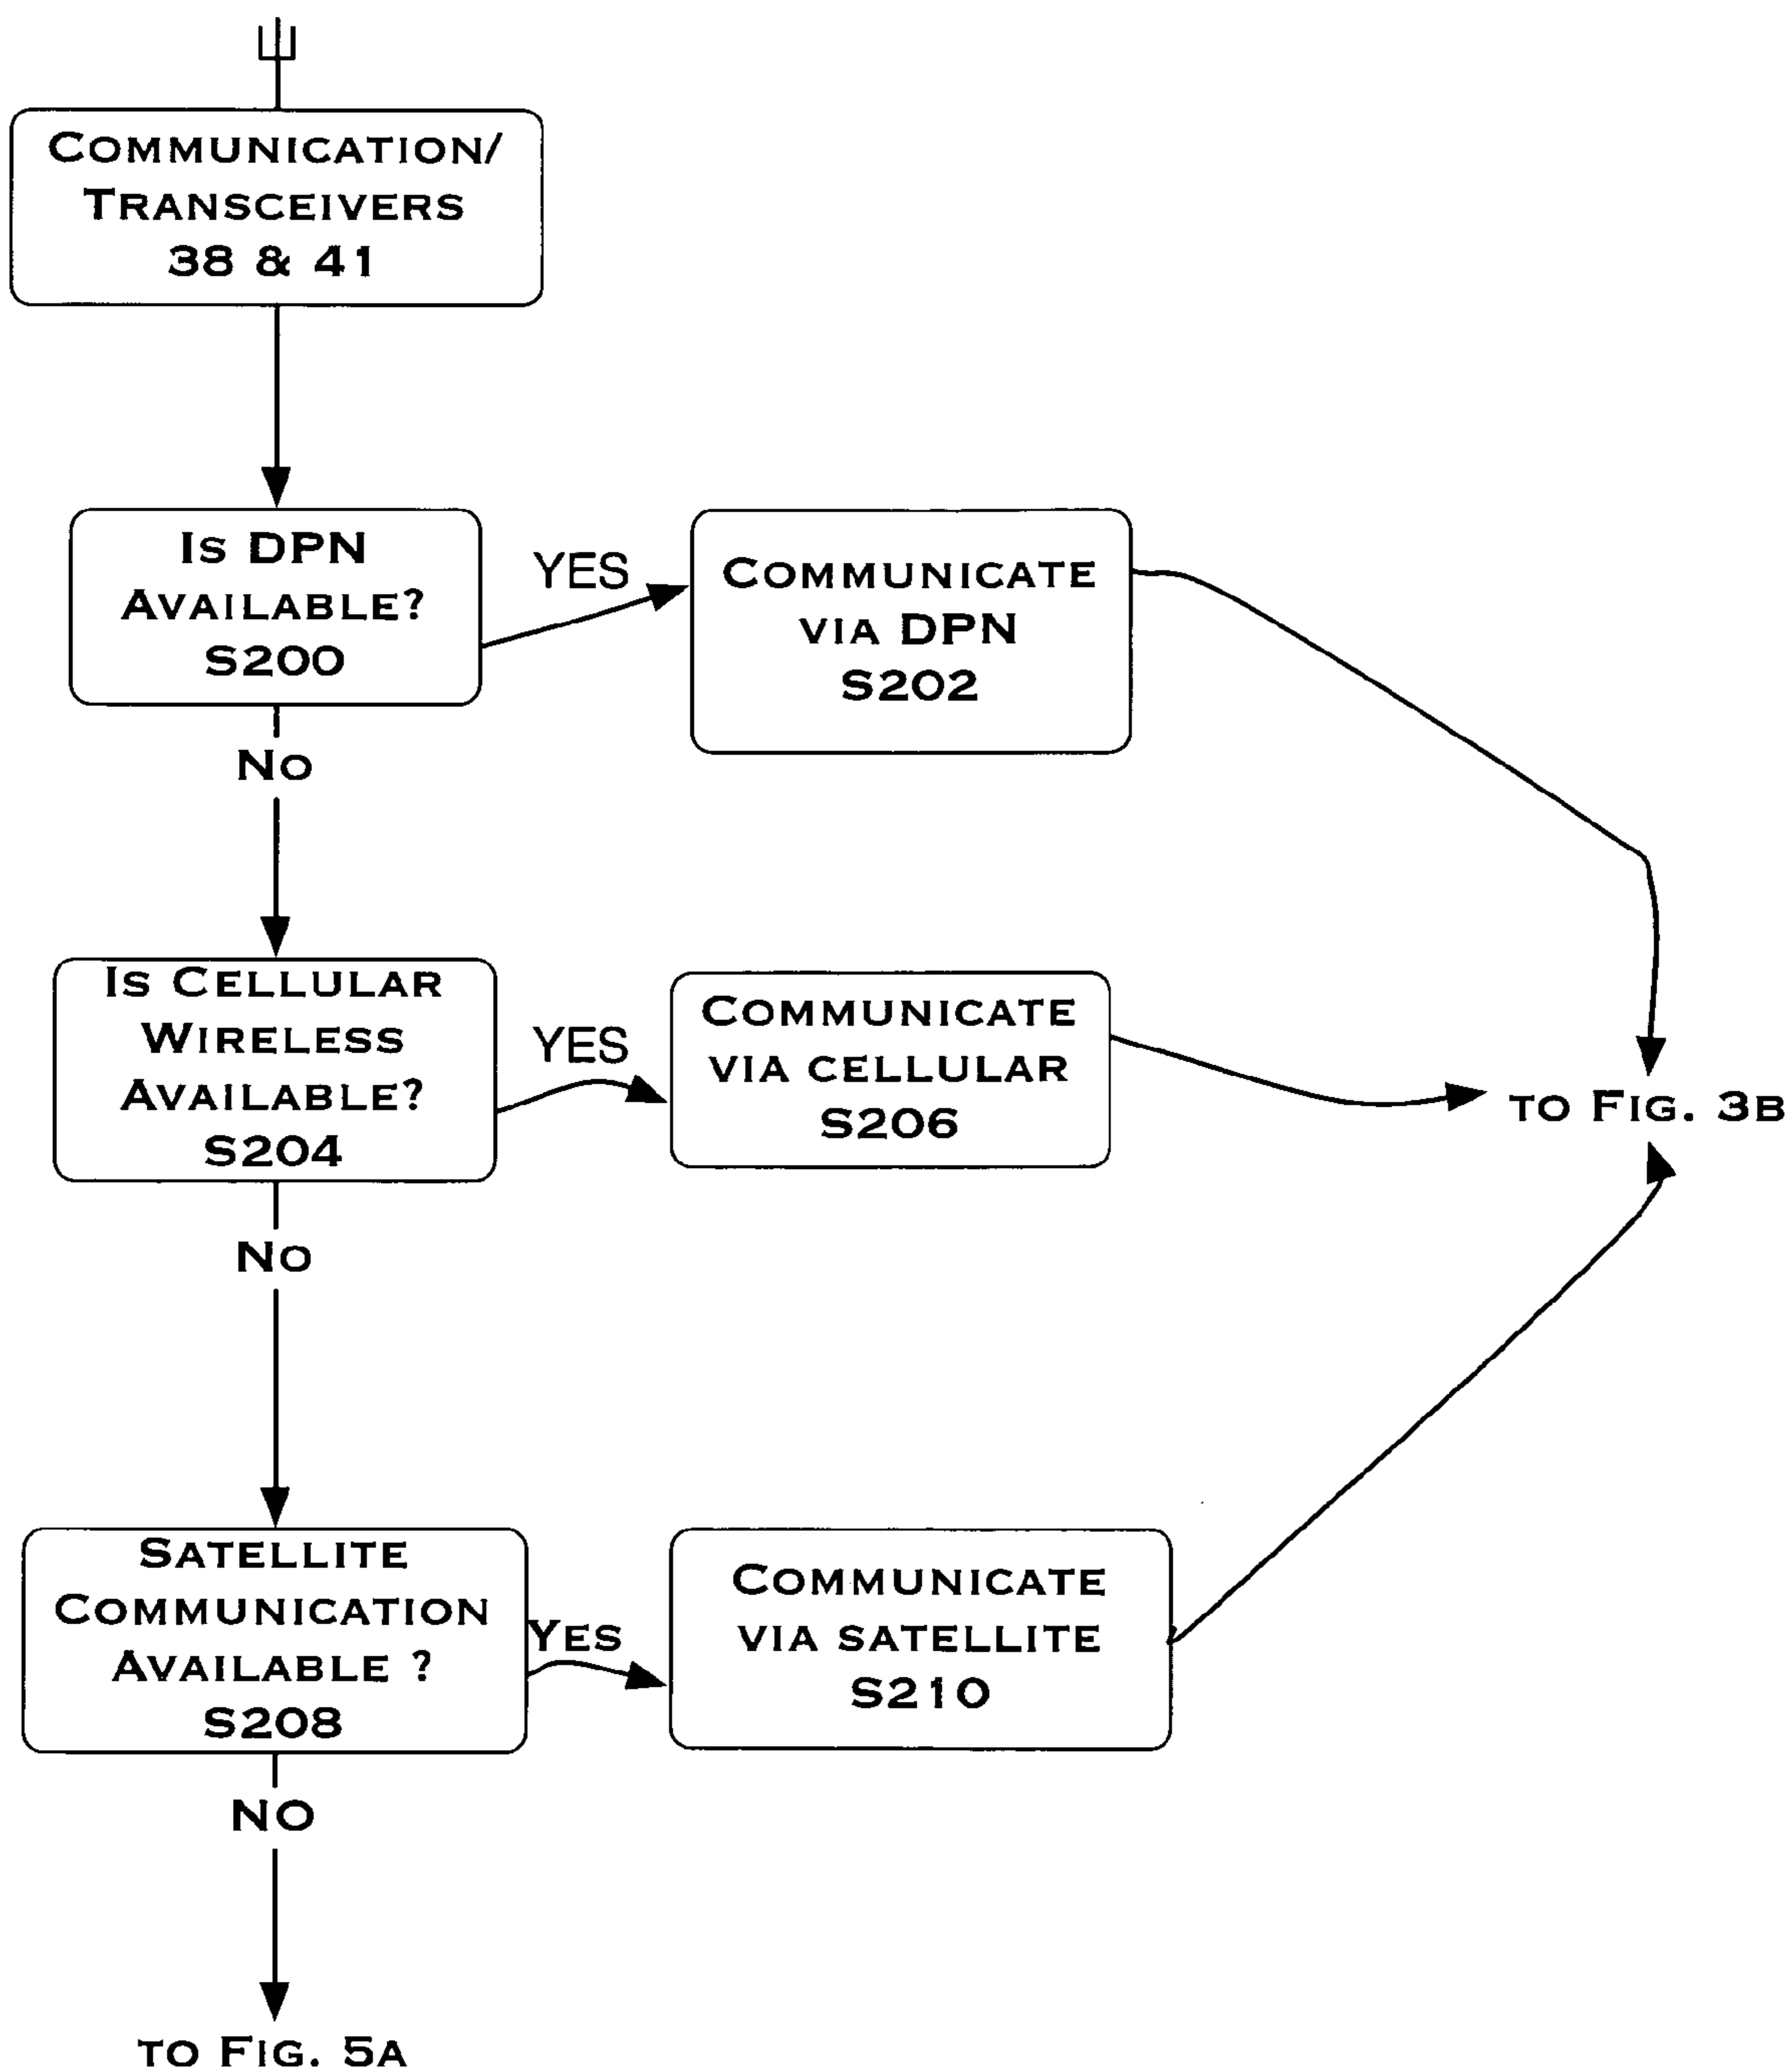 COMMUNICATION/
TRANSCEIVERS
38 & 41
IS DPN
AVAILABLE?
S200
YES
COMMUNICATE
VIA DPN
S202
NO
IS CELLULAR
WIRELESS
AVAILABLE?
S204
YES
COMMUNICATE
VIA CELLULAR
S206
TO FIG. 3B
NO
SATELLITE
COMMUNICATION
AVAILABLE ?
S208
YES
COMMUNICATE
VIA SATELLITE
S210
NO
TO FIG. 5A